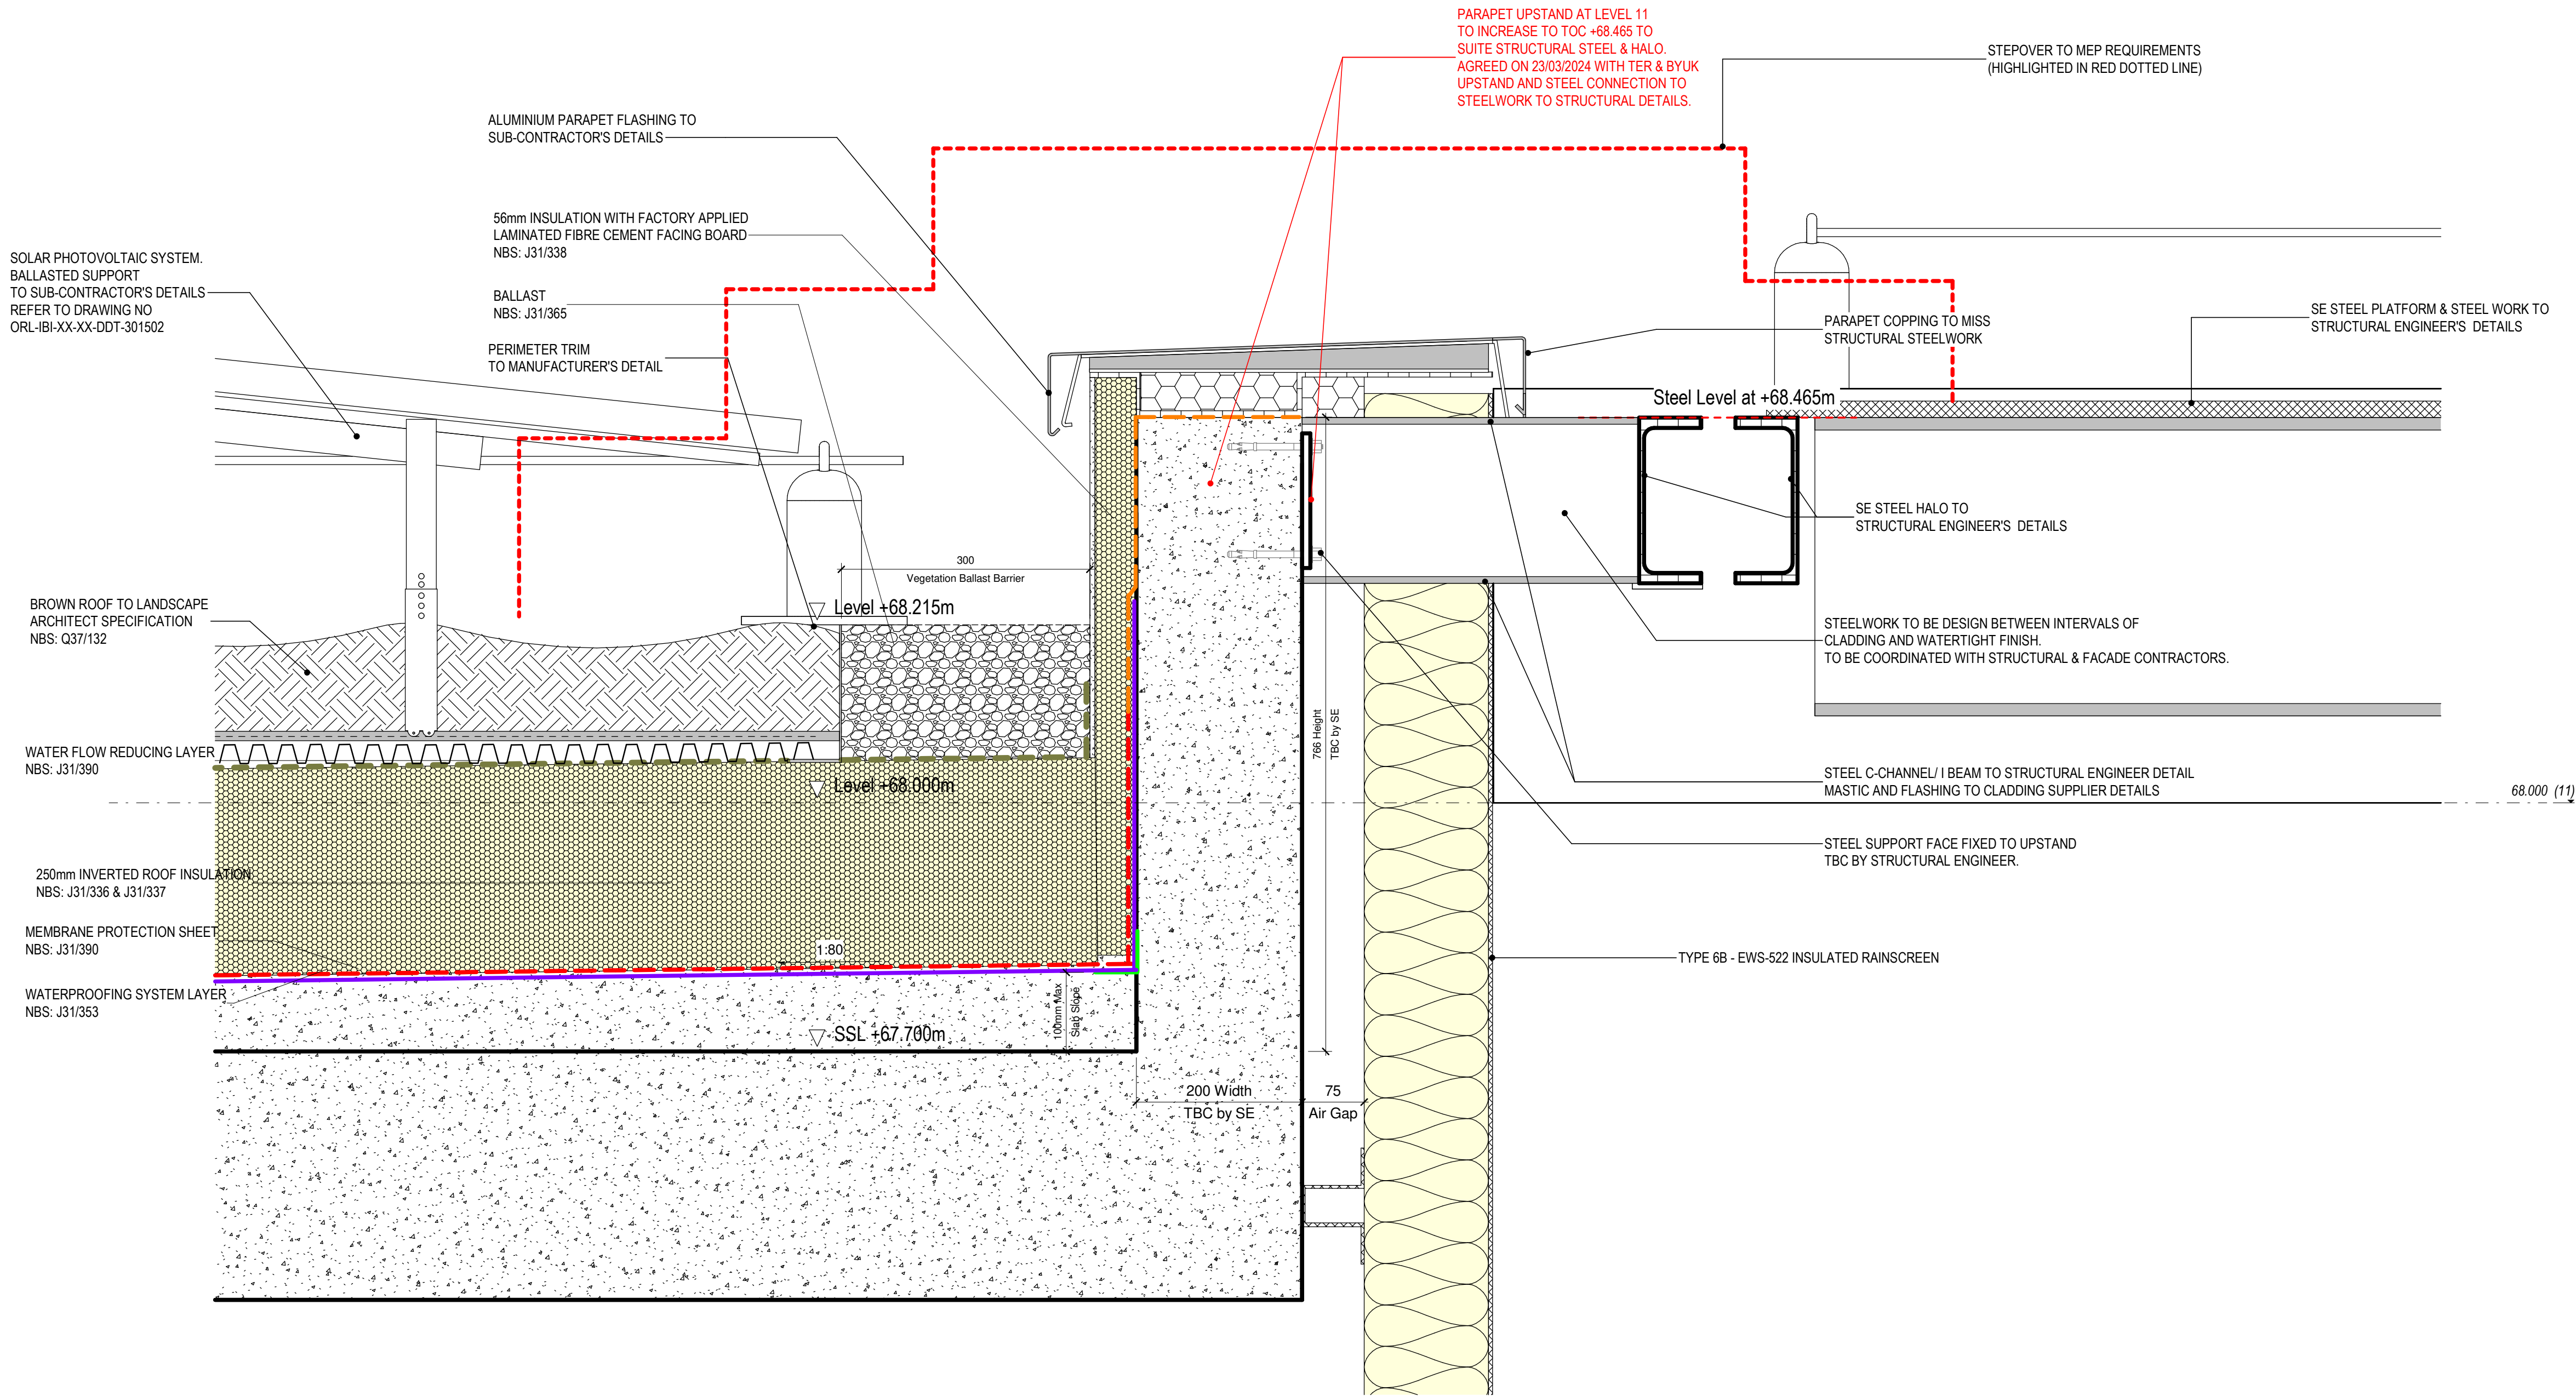 PARAPET UPSTAND AT LEVEL 11
TO INCREASE TO TOC +68.465 TO
SUITE STRUCTURAL STEEL & HALO.
AGREED ON 23/03/2024 WITH TER & BYUK
UPSTAND AND STEEL CONNECTION TO
STEELWORK TO STRUCTURAL DETAILS.
STEPOVER TO MEP REQUIREMENTS
(HIGHLIGHTED IN RED DOTTED LINE)
ALUMINIUM PARAPET FLASHING TO
SUB-CONTRACTOR'S DETAILS
56mm INSULATION WITH FACTORY APPLIED
LAMINATED FIBRE CEMENT FACING BOARD
NBS: J31/338
SOLAR PHOTOVOLTAIC SYSTEM.
BALLASTED SUPPORT
TO SUB-CONTRACTOR'S DETAILS
REFER TO DRAWING NO
ORL-IBI-XX-XX-DDT-301502
BALLAST
NBS: J31/365
PERIMETER TRIM
TO MANUFACTURER'S DETAIL
PARAPET COPPING TO MISS
STRUCTURAL STEELWORK
SE STEEL PLATFORM & STEEL WORK TO
STRUCTURAL ENGINEER'S DETAILS
Steel Level at +68.465m
SE STEEL HALO TO
STRUCTURAL ENGINEER'S DETAILS
300
Vegetation Ballast Barrier
Level +68.215m
BROWN ROOF TO LANDSCAPE
ARCHITECT SPECIFICATION
NBS: Q37/132
STEELWORK TO BE DESIGN BETWEEN INTERVALS OF
CLADDING AND WATERTIGHT FINISH.
TO BE COORDINATED WITH STRUCTURAL & FACADE CONTRACTORS.
766 Height
TBC by SE
WATER FLOW REDUCING LAYER
NBS: J31/390
Level +68.000m
STEEL C-CHANNEL/ I BEAM TO STRUCTURAL ENGINEER DETAIL
MASTIC AND FLASHING TO CLADDING SUPPLIER DETAILS
68.000 (11)
STEEL SUPPORT FACE FIXED TO UPSTAND
TBC BY STRUCTURAL ENGINEER.
250mm INVERTED ROOF INSULATION
NBS: J31/336 & J31/337
MEMBRANE PROTECTION SHEET
NBS: J31/390
1:80
TYPE 6B - EWS-522 INSULATED RAINSCREEN
WATERPROOFING SYSTEM LAYER
NBS: J31/353
100mm Max
Slab Slope
SSL +67.700m
200 Width
TBC by SE
75
Air Gap